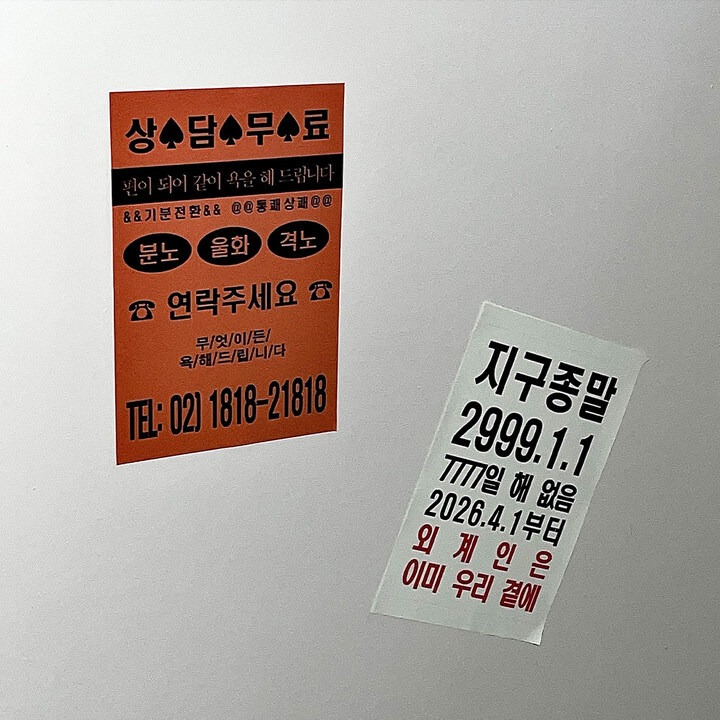 상♠담♠무♠료
편이 되어 같이 욕을 해 드립니다
&&기분전환&& @@통쾌상쾌@@
분노 울화 격노
☎ 연락주세요 ☎
무/엇/이/든/
욕/해/드/립/니/다
TEL: 02) 1818-21818
지구종말
2999.1.1
7777일 해 없음
2026.4.1부터
외계인은
이미 우리 곁에